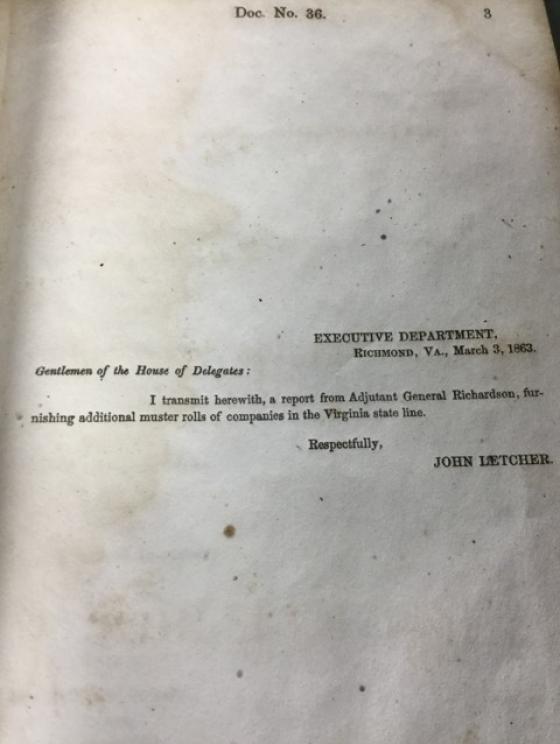 Doc. No. 36. 3
EXECUTIVE DEPARTMENT,
RICHMOND, VA., March 3, 1863.
Gentlemen of the House of Delegates:
I transmit herewith, a report from Adjutant General Richardson, fur-
nishing additional muster rolls of companies in the Virginia state line.
Respectfully,
JOHN LETCHER.